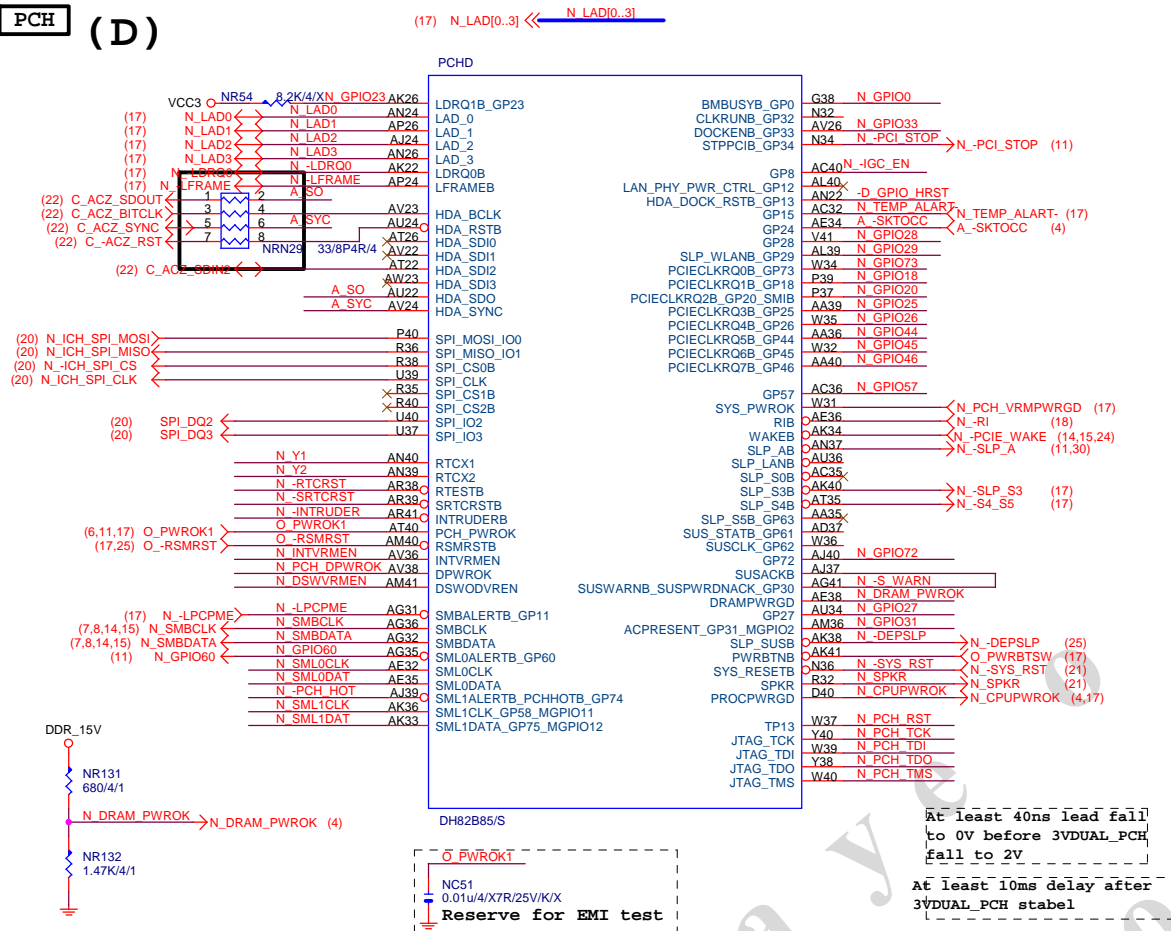 PCH (D)
(17) N_LAD[0..3] N_LAD[0..3]
PCHD
VCC3 NR54 8.2K/4/X N_GPIO23 AK26 LDRQ1B_GP23
(17) N_LAD0 N_LAD0 AN24 LAD_0
(17) N_LAD1 N_LAD1 AP26 LAD_1
(17) N_LAD2 N_LAD2 AJ24 LAD_2
(17) N_LAD3 N_LAD3 AN26 LAD_3
(17) N_-LDRQ0 N_-LDRQ0 AK22 LDRQ0B
(17) N_-LFRAME N_-LFRAME AP24 LFRAMEB
(22) C_ACZ_SDOUT 1 2 A_SO
(22) C_ACZ_BITCLK 3 4 AV23 HDA_BCLK
(22) C_ACZ_SYNC 5 6 A_SYC AU24 HDA_RSTB
(22) C_-ACZ_RST 7 8 NRN29 33/8P4R/4 AT26 HDA_SDI0
AV22 HDA_SDI1
(22) C_ACZ_SDIN2 AT22 HDA_SDI2
AW23 HDA_SDI3
A_SO AU22 HDA_SDO
A_SYC AV24 HDA_SYNC
(20) N_ICH_SPI_MOSI P40 SPI_MOSI_IO0
(20) N_ICH_SPI_MISO R36 SPI_MISO_IO1
(20) N_-ICH_SPI_CS R38 SPI_CS0B
(20) N_ICH_SPI_CLK U39 SPI_CLK
R35 SPI_CS1B
R40 SPI_CS2B
(20) SPI_DQ2 U40 SPI_IO2
(20) SPI_DQ3 U37 SPI_IO3
N_Y1 AN40 RTCX1
N_Y2 AN39 RTCX2
N_-RTCRST AR38 RTESTB
N_-SRTCRST AR39 SRTCRSTB
N_-INTRUDER AR41 INTRUDERB
(6,11,17) O_PWROK1 O_PWROK1 AT40 PCH_PWROK
(17,25) O_-RSMRST O_-RSMRST AM40 RSMRSTB
N_INTVRMEN AV36 INTVRMEN
N_PCH_DPWROK AV38 DPWROK
N_DSWVRMEN AM41 DSWODVREN
(17) N_-LPCPME AG31 SMBALERTB_GP11
(7,8,14,15) N_SMBCLK N_SMBCLK AG36 SMBCLK
(7,8,14,15) N_SMBDATA N_SMBDATA AG32 SMBDATA
(11) N_GPIO60 N_GPIO60 AG35 SML0ALERTB_GP60
N_SML0CLK AE32 SML0CLK
N_SML0DAT AE35 SML0DATA
N_-PCH_HOT AJ39 SML1ALERTB_PCHHOTB_GP74
N_SML1CLK AK36 SML1CLK_GP58_MGPIO11
N_SML1DAT AK33 SML1DATA_GP75_MGPIO12
BMBUSYB_GP0 G38 N_GPIO0
CLKRUNB_GP32 N32
DOCKENB_GP33 AV26 N_GPIO33
STPPCIB_GP34 N34 N_-PCI_STOP N_-PCI_STOP (11)
GP8 AC40 N_-IGC_EN
LAN_PHY_PWR_CTRL_GP12 AL40
HDA_DOCK_RSTB_GP13 AN22 -D_GPIO_HRST
GP15 AC32 N_TEMP_ALART N_TEMP_ALART- (17)
GP24 AE34 A_-SKTOCC A_-SKTOCC (4)
GP28 V41 N_GPIO28
SLP_WLANB_GP29 AL39 N_GPIO29
PCIECLKRQ0B_GP73 W34 N_GPIO73
PCIECLKRQ1B_GP18 P39 N_GPIO18
PCIECLKRQ2B_GP20_SMIB P37 N_GPIO20
PCIECLKRQ3B_GP25 AA39 N_GPIO25
PCIECLKRQ4B_GP26 W35 N_GPIO26
PCIECLKRQ5B_GP44 AA36 N_GPIO44
PCIECLKRQ6B_GP45 W32 N_GPIO45
PCIECLKRQ7B_GP46 AA40 N_GPIO46
GP57 AC36 N_GPIO57
SYS_PWROK W31 N_PCH_VRMPWRGD (17)
RIB AE36 N_-RI (18)
WAKEB AK34 N_-PCIE_WAKE (14,15,24)
SLP_AB AN37 N_-SLP_A (11,30)
SLP_LANB AU36
SLP_S0B AC35
SLP_S3B AK40 N_-SLP_S3 (17)
SLP_S4B AT35 N_-S4_S5 (17)
SLP_S5B_GP63 AA35
SUS_STATB_GP61 AD37
SUSCLK_GP62 W36
GP72 AJ40 N_GPIO72
SUSACKB AJ37
SUSWARNB_SUSPWRDNACK_GP30 AG41 N_-S_WARN
DRAMPWRGD AE38 N_DRAM_PWROK
GP27 AU34 N_GPIO27
ACPRESENT_GP31_MGPIO2 AM36 N_GPIO31
SLP_SUSB AK38 N_-DEPSLP N_-DEPSLP (25)
PWRBTNB AK41 O_PWRBTSW (17)
SYS_RESETB N36 N_-SYS_RST N_-SYS_RST (21)
SPKR R32 N_SPKR N_SPKR (21)
PROCPWRGD D40 N_CPUPWROK N_CPUPWROK (4,17)
TP13 W37 N_PCH_RST
JTAG_TCK Y40 N_PCH_TCK
JTAG_TDI W39 N_PCH_TDI
JTAG_TDO Y38 N_PCH_TDO
JTAG_TMS W40 N_PCH_TMS
DH82B85/S
DDR_15V
NR131
680/4/1
N_DRAM_PWROK N_DRAM_PWROK (4)
NR132
1.47K/4/1
O_PWROK1
NC51
0.01u/4/X7R/25V/K/X
Reserve for EMI test
At least 40ns lead fall
to 0V before 3VDUAL_PCH
fall to 2V
At least 10ms delay after
3VDUAL_PCH stabel